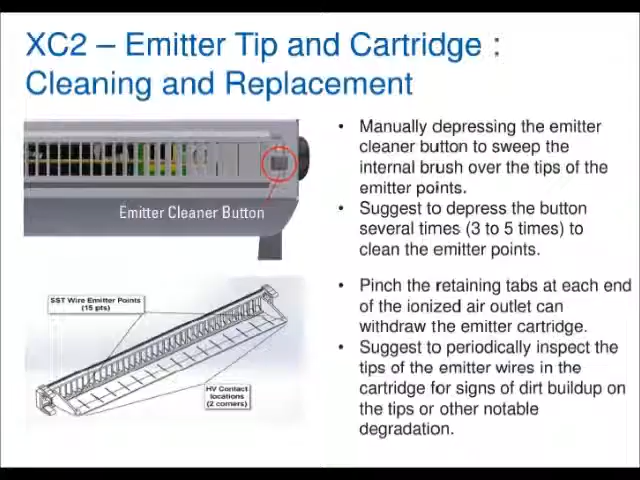 XC2 – Emitter Tip and Cartridge :
Cleaning and Replacement
Emitter Cleaner Button
• Manually depressing the emitter
cleaner button to sweep the
internal brush over the tips of the
emitter points.
• Suggest to depress the button
several times (3 to 5 times) to
clean the emitter points.
SST Wire Emitter Points
(15 pts)
HV Contact
locations
(2 corners)
• Pinch the retaining tabs at each end
of the ionized air outlet can
withdraw the emitter cartridge.
• Suggest to periodically inspect the
tips of the emitter wires in the
cartridge for signs of dirt buildup on
the tips or other notable
degradation.